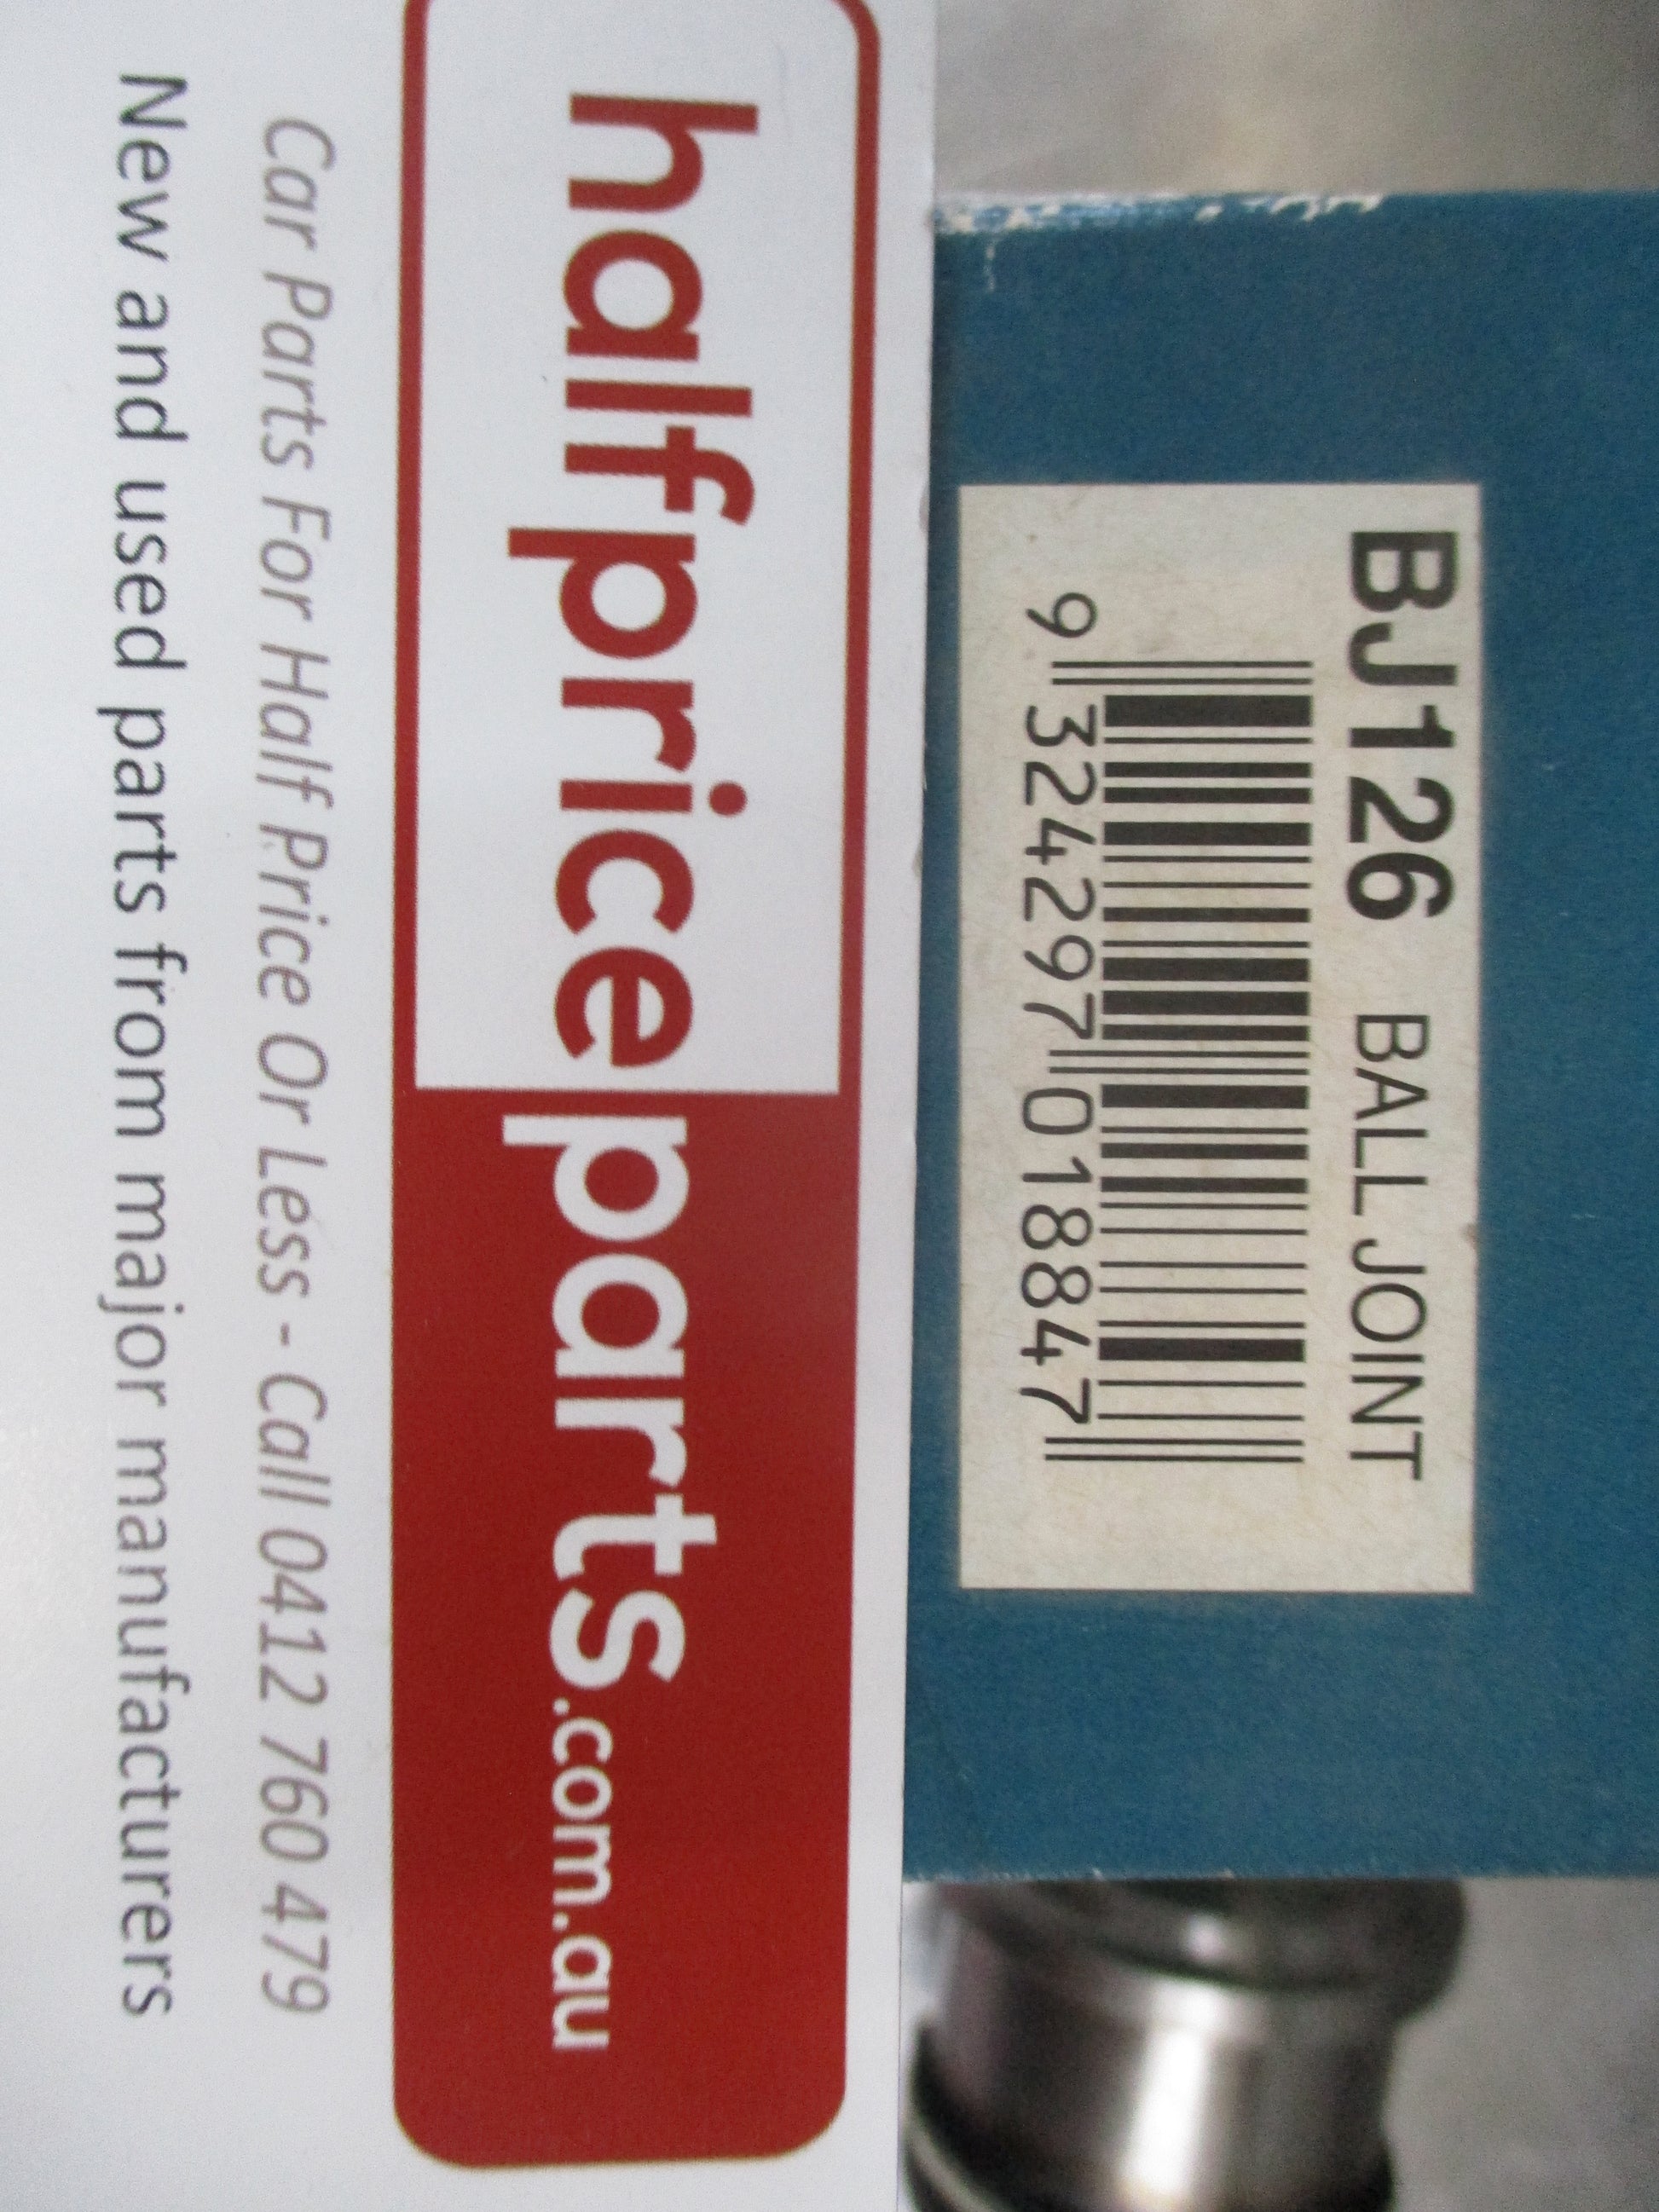 BJ126 BALL JOINT
9 324297 018847
halfpriceparts.com.au
Car Parts For Half Price Or Less - Call 0412 760 479
New and used parts from major manufacturers